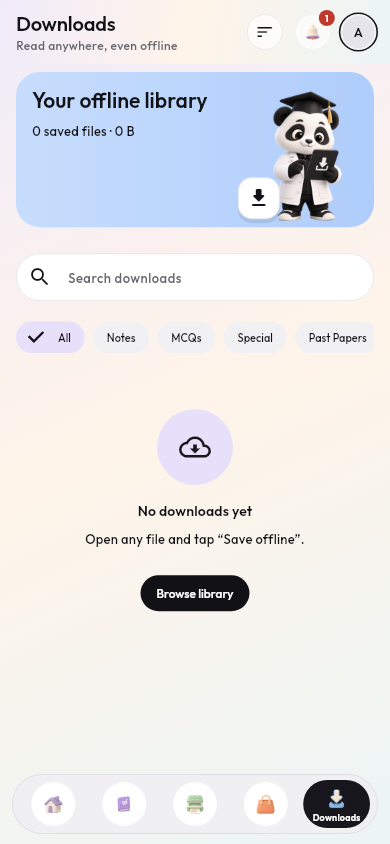 Downloads
Read anywhere, even offline
1
A
Your offline library
0 saved files · 0 B
Search downloads
All
Notes
MCQs
Special
Past Papers
No downloads yet
Open any file and tap “Save offline”.
Browse library
Downloads